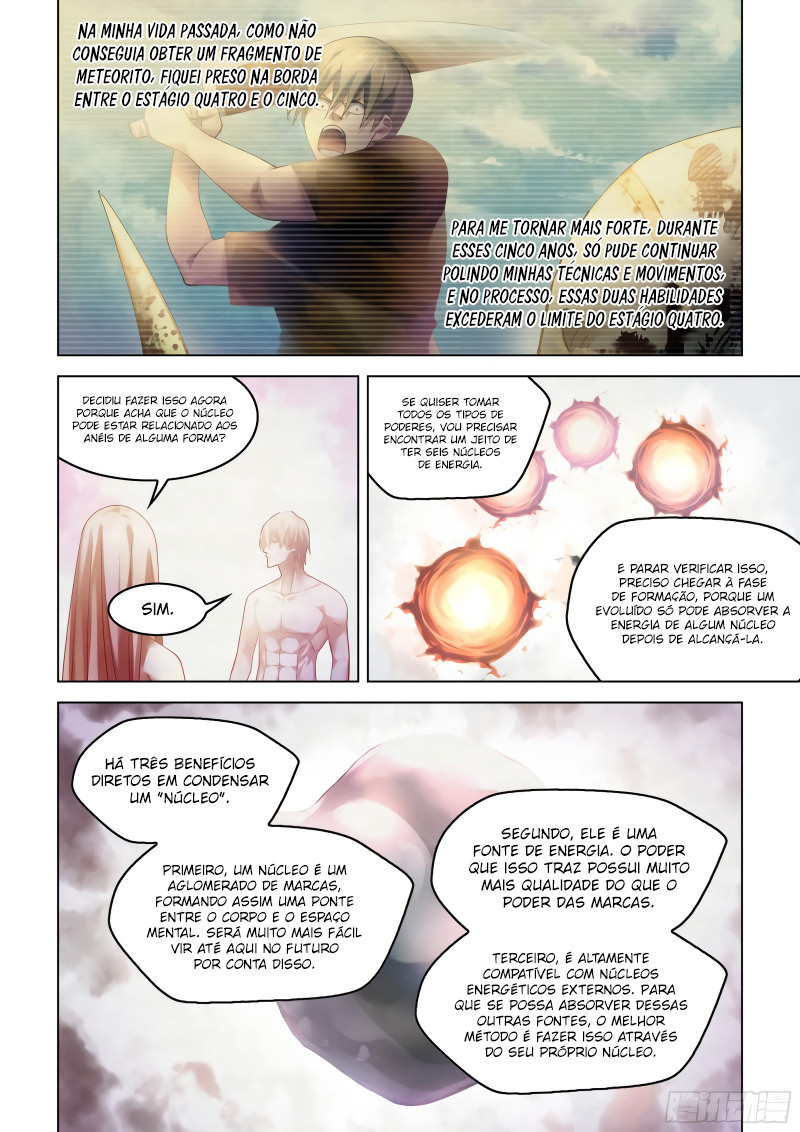 NA MINHA VIDA PASSADA, COMO NÃO
CONSEGUIA OBTER UM FRAGMENTO DE
METEORITO, FIQUEI PRESO NA BORDA
ENTRE O ESTÁGIO QUATRO E O CINCO.
PARA ME TORNAR MAIS FORTE, DURANTE
ESSES CINCO ANOS, SÓ PUDE CONTINUAR
POLINDO MINHAS TÉCNICAS E MOVIMENTOS,
E NO PROCESSO, ESSAS DUAS HABILIDADES
EXCEDERAM O LIMITE DO ESTÁGIO QUATRO.
DECIDIU FAZER ISSO AGORA
PORQUE ACHA QUE O NÚCLEO
PODE ESTAR RELACIONADO AOS
ANÉIS DE ALGUMA FORMA?
SIM.
SE QUISER TOMAR
TODOS OS TIPOS DE
PODERES, VOU PRECISAR
ENCONTRAR UM JEITO DE
TER SEIS NÚCLEOS
DE ENERGIA.
E PARAR VERIFICAR ISSO,
PRECISO CHEGAR À FASE
DE FORMAÇÃO, PORQUE UM
EVOLUÍDO SÓ PODE ABSORVER A
ENERGIA DE ALGUM NÚCLEO
DEPOIS DE ALCANÇÁ-LA.
HÁ TRÊS BENEFÍCIOS
DIRETOS EM CONDENSAR
UM "NÚCLEO".
PRIMEIRO, UM NÚCLEO É UM
AGLOMERADO DE MARCAS,
FORMANDO ASSIM UMA PONTE
ENTRE O CORPO E O ESPAÇO
MENTAL. SERÁ MUITO MAIS FÁCIL
VIR ATÉ AQUI NO FUTURO
POR CONTA DISSO.
SEGUNDO, ELE É UMA
FONTE DE ENERGIA. O PODER
QUE ISSO TRAZ POSSUI MUITO
MAIS QUALIDADE DO QUE O
PODER DAS MARCAS.
TERCEIRO, É ALTAMENTE
COMPATÍVEL COM NÚCLEOS
ENERGÉTICOS EXTERNOS. PARA
QUE SE POSSA ABSORVER DESSAS
OUTRAS FONTES, O MELHOR
MÉTODO É FAZER ISSO ATRAVÉS
DO SEU PRÓPRIO NÚCLEO.
腾讯动漫